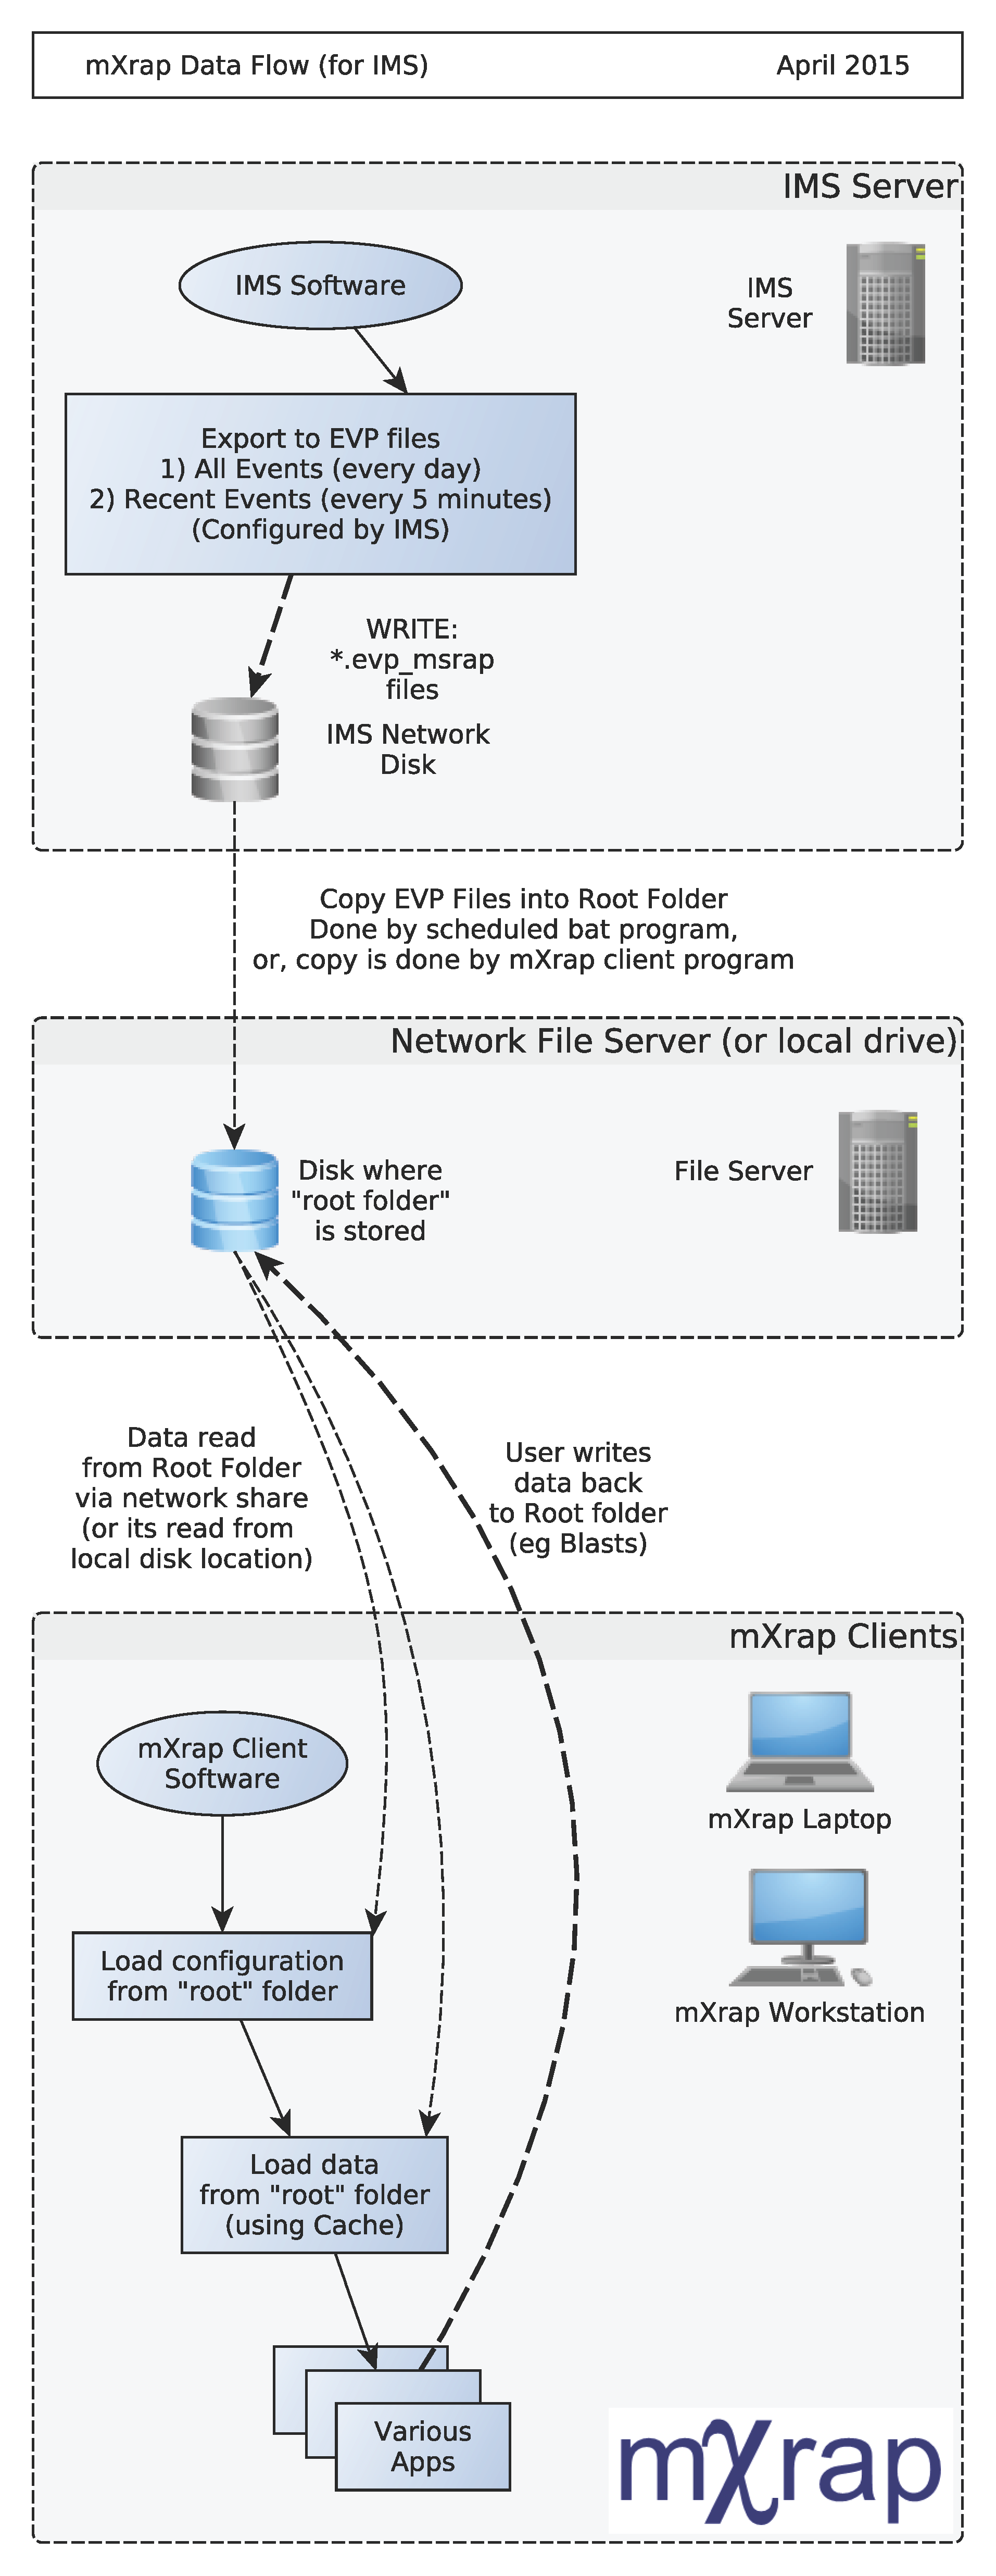 mXrap Data Flow (for IMS)
April 2015
IMS Server
IMS Software
IMS
Server
Export to EVP files
1) All Events (every day)
2) Recent Events (every 5 minutes)
(Configured by IMS)
WRITE:
*.evp_msrap
files
IMS Network
Disk
Copy EVP Files into Root Folder
Done by scheduled bat program,
or, copy is done by mXrap client program
Network File Server (or local drive)
Disk where
"root folder"
is stored
File Server
Data read
from Root Folder
via network share
(or its read from
local disk location)
User writes
data back
to Root folder
(eg Blasts)
mXrap Clients
mXrap Client
Software
mXrap Laptop
mXrap Workstation
Load configuration
from "root" folder
Load data
from "root" folder
(using Cache)
Various
Apps
mXrap